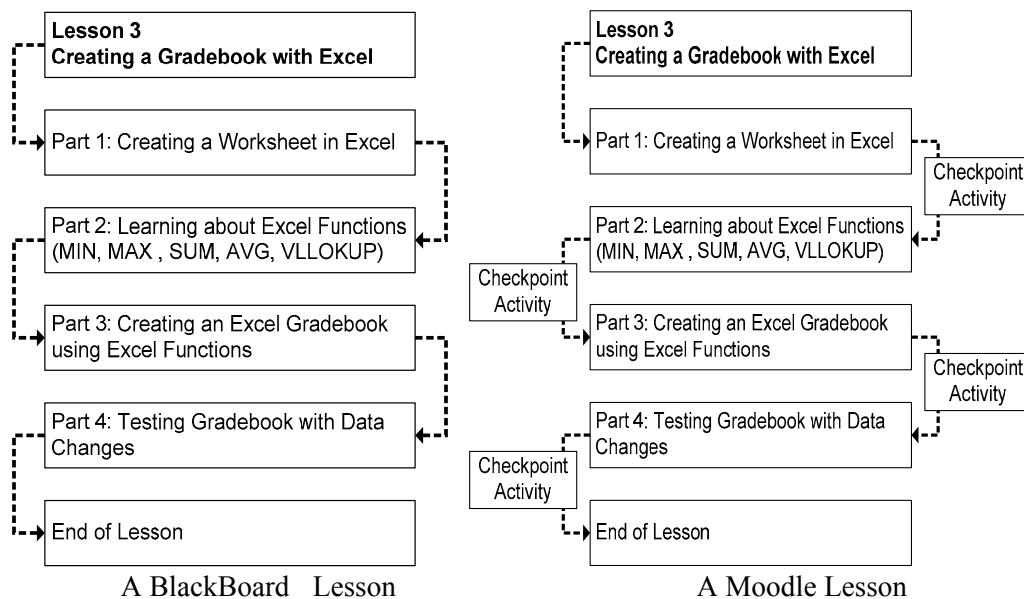 Lesson 3
Creating a Gradebook with Excel
Part 1: Creating a Worksheet in Excel
Part 2: Learning about Excel Functions
(MIN, MAX , SUM, AVG, VLLOKUP)
Part 3: Creating an Excel Gradebook
using Excel Functions
Part 4: Testing Gradebook with Data
Changes
End of Lesson
A BlackBoard Lesson
Lesson 3
Creating a Gradebook with Excel
Part 1: Creating a Worksheet in Excel
Checkpoint
Activity
Part 2: Learning about Excel Functions
(MIN, MAX , SUM, AVG, VLLOKUP)
Checkpoint
Activity
Part 3: Creating an Excel Gradebook
using Excel Functions
Checkpoint
Activity
Part 4: Testing Gradebook with Data
Changes
Checkpoint
Activity
End of Lesson
A Moodle Lesson